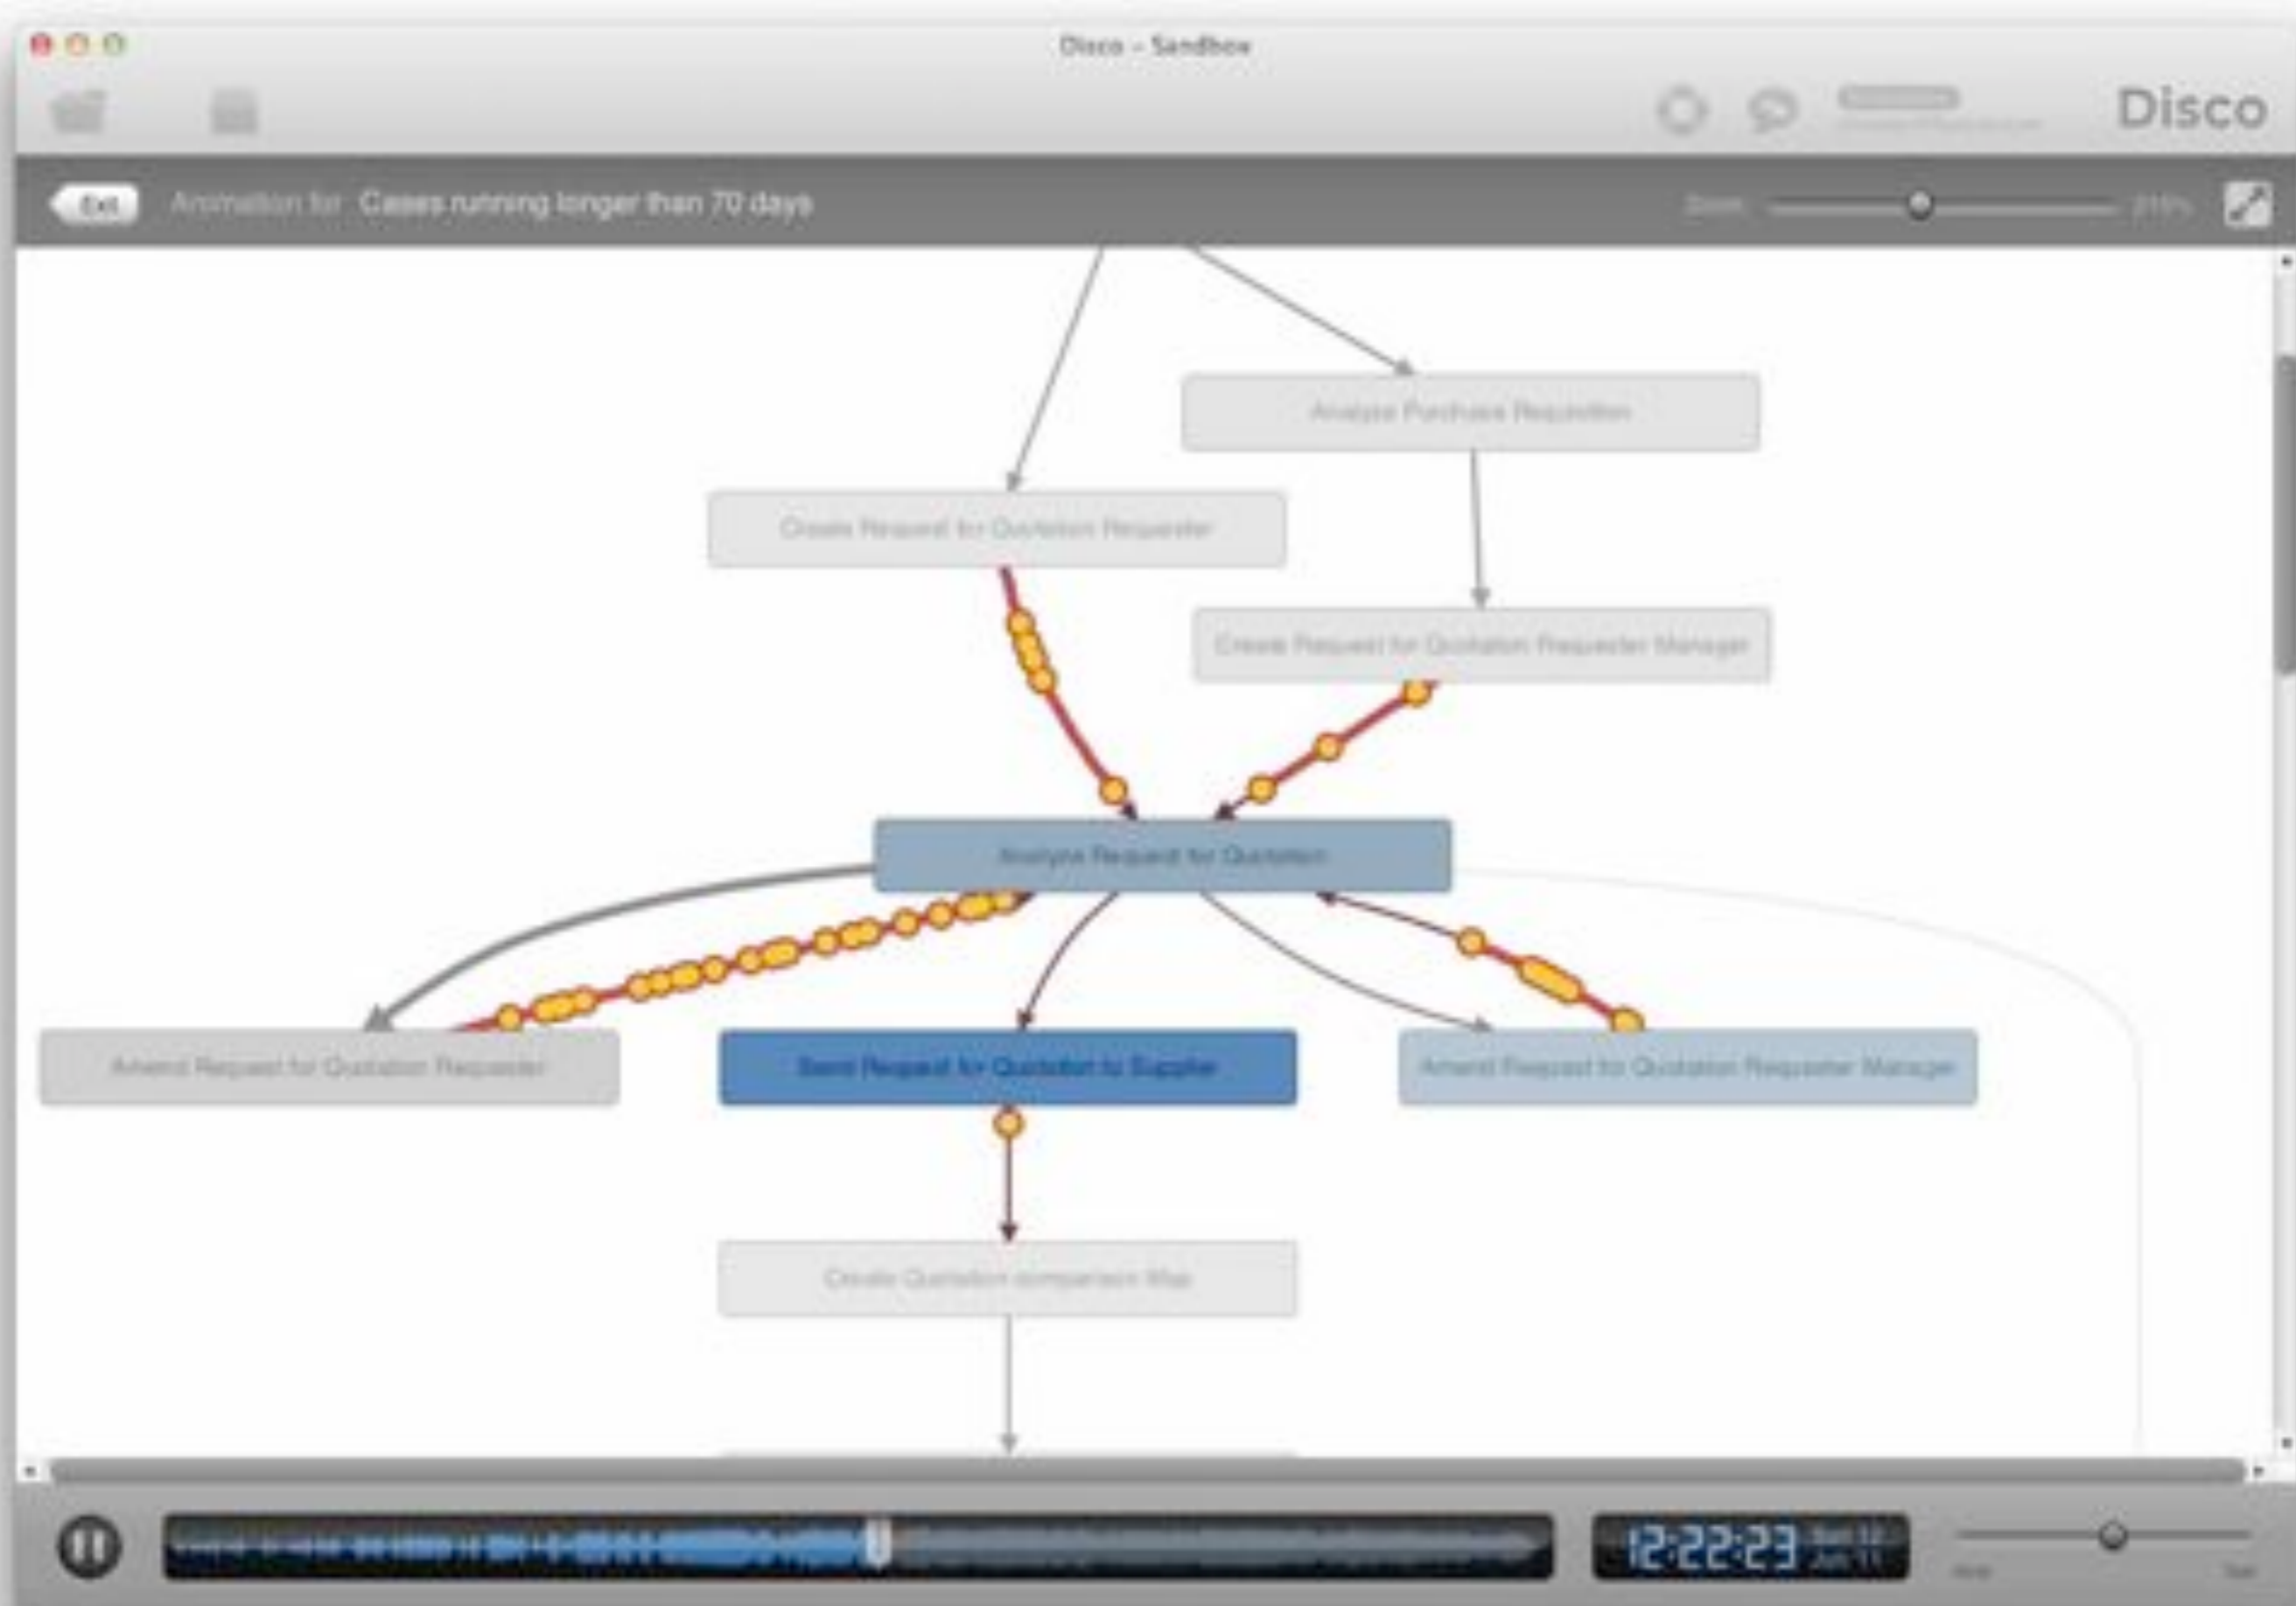 Disco - Sandbox
Disco
Exit
Animation for Cases running longer than 70 days
Zoom
Analyze Purchase Requisition
Create Request for Quotation Requester
Create Request for Quotation Requester Manager
Analyze Request for Quotation
Amend Request for Quotation Requester
Send Request for Quotation to Supplier
Amend Request for Quotation Requester Manager
Create Quotation comparison Map
12:22:23